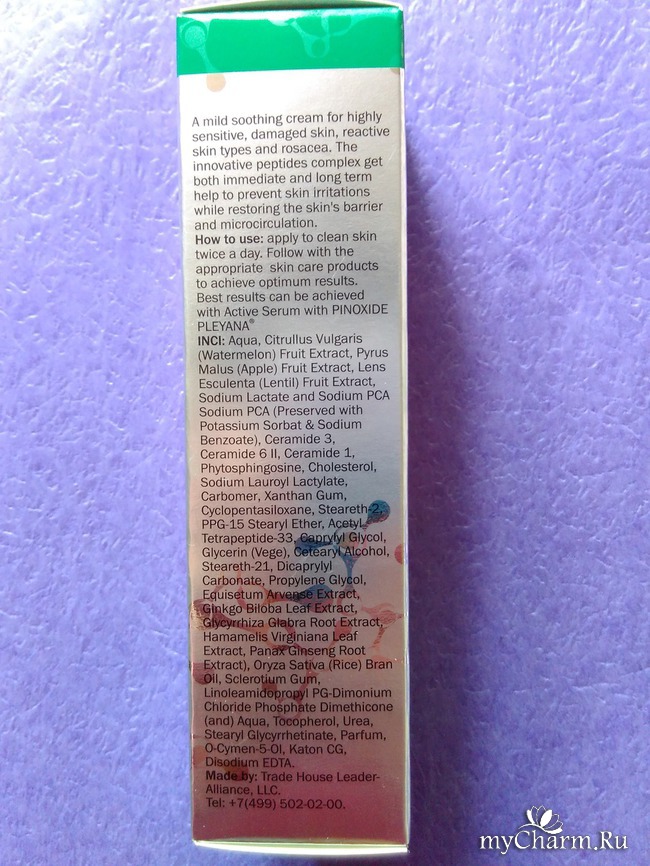 A mild soothing cream for highly
sensitive, damaged skin, reactive
skin types and rosacea. The
innovative peptides complex get
both immediate and long term
help to prevent skin irritations
while restoring the skin's barrier
and microcirculation.
How to use: apply to clean skin
twice a day. Follow with the
appropriate skin care products
to achieve optimum results.
Best results can be achieved
with Active Serum with PINOXIDE
PLEYANA®
INCI: Aqua, Citrullus Vulgaris
(Watermelon) Fruit Extract, Pyrus
Malus (Apple) Fruit Extract, Lens
Esculenta (Lentil) Fruit Extract,
Sodium Lactate and Sodium PCA
Sodium PCA (Preserved with
Potassium Sorbat & Sodium
Benzoate), Ceramide 3,
Ceramide 6 II, Ceramide 1,
Phytosphingosine, Cholesterol,
Sodium Lauroyl Lactylate,
Carbomer, Xanthan Gum,
Cyclopentasiloxane, Steareth-2,
PPG-15 Stearyl Ether, Acetyl
Tetrapeptide-33, Caprylyl Glycol,
Glycerin (Vege), Cetearyl Alcohol,
Steareth-21, Dicaprylyl
Carbonate, Propylene Glycol,
Equisetum Arvense Extract,
Ginkgo Biloba Leaf Extract,
Glycyrrhiza Glabra Root Extract,
Hamamelis Virginiana Leaf
Extract, Panax Ginseng Root
Extract), Oryza Sativa (Rice) Bran
Oil, Sclerotium Gum,
Linoleamidopropyl PG-Dimonium
Chloride Phosphate Dimethicone
(and) Aqua, Tocopherol, Urea,
Stearyl Glycyrrhetinate, Parfum,
O-Cymen-5-Ol, Katon CG,
Disodium EDTA.
Made by: Trade House Leader-
Alliance, LLC.
Tel: +7(499) 502-02-00.
myCharm.Ru